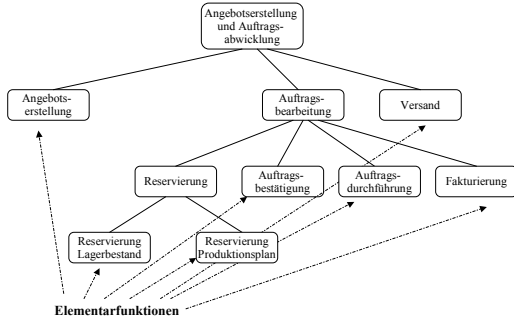 Angebotserstellung
und Auftrags-
abwicklung
Angebots-
erstellung
Auftrags-
bearbeitung
Versand
Reservierung
Auftrags-
bestätigung
Auftrags-
durchführung
Fakturierung
Reservierung
Lagerbestand
Reservierung
Produktionsplan
Elementarfunktionen